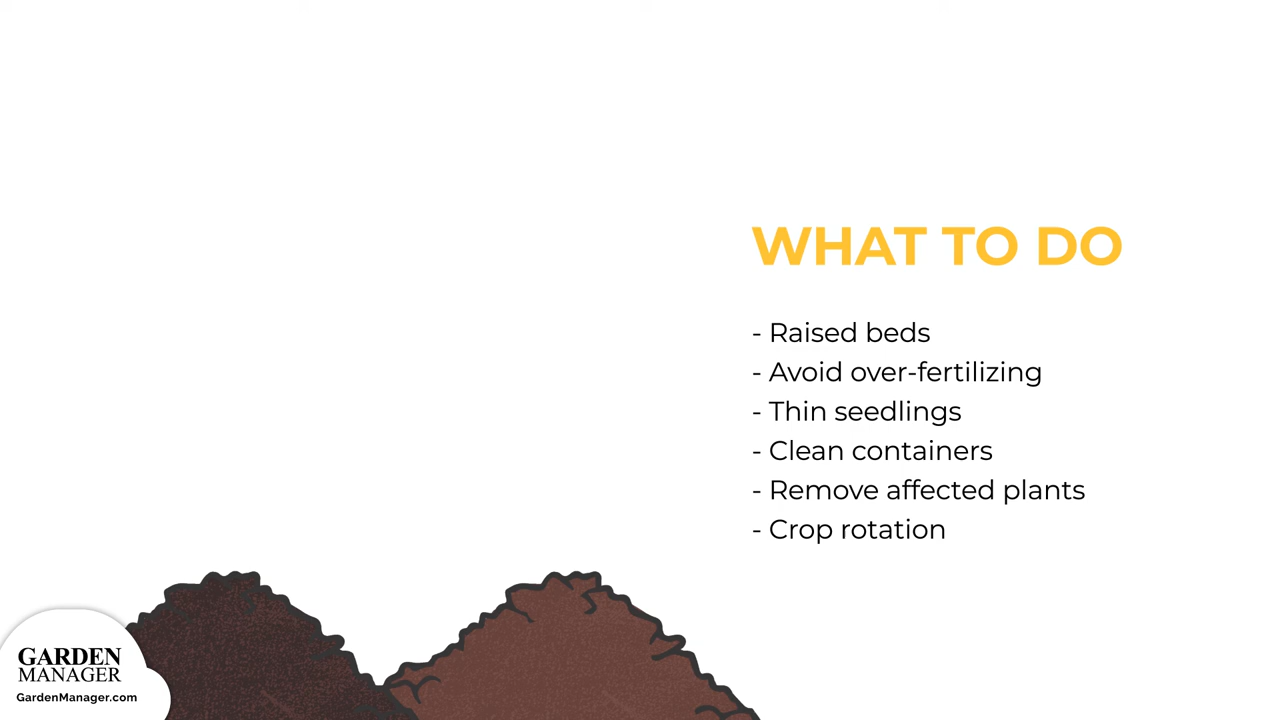 WHAT TO DO
- Raised beds
- Avoid over-fertilizing
- Thin seedlings
- Clean containers
- Remove affected plants
- Crop rotation
GARDEN
MANAGER
GardenManager.com